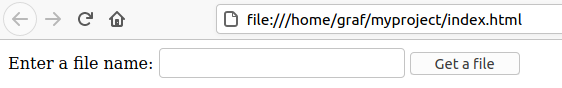 file:///home/graf/myproject/index.html
Enter a file name: Get a file